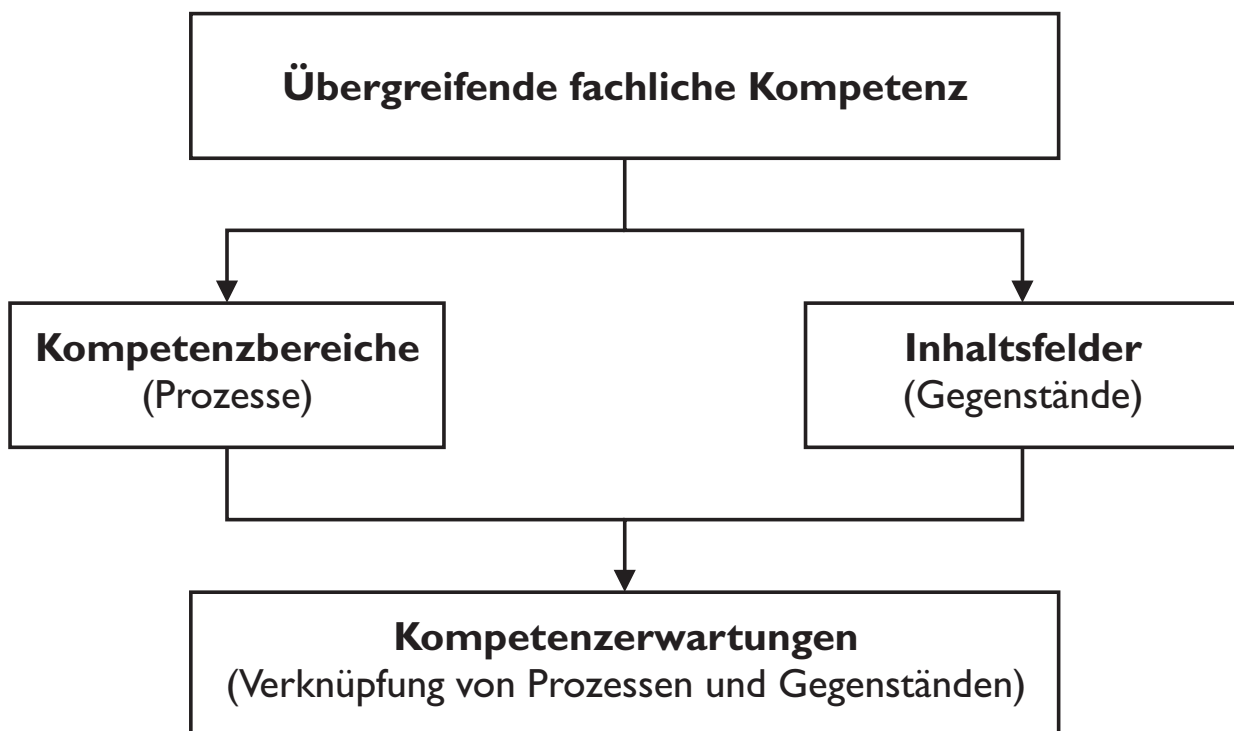 Übergreifende fachliche Kompetenz
Kompetenzbereiche
(Prozesse)
Inhaltsfelder
(Gegenstände)
Kompetenzerwartungen
(Verknüpfung von Prozessen und Gegenständen)